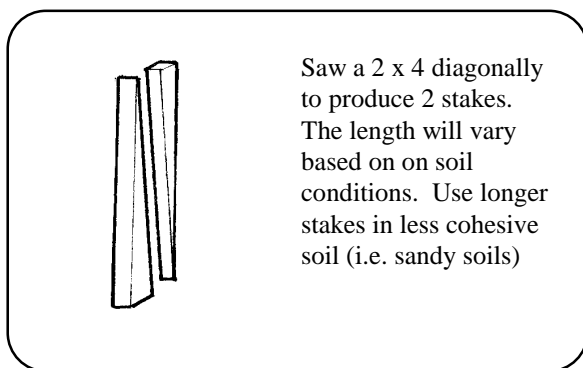 Saw a 2 x 4 diagonally
to produce 2 stakes.
The length will vary
based on on soil
conditions.  Use longer
stakes in less cohesive
soil (i.e. sandy soils)